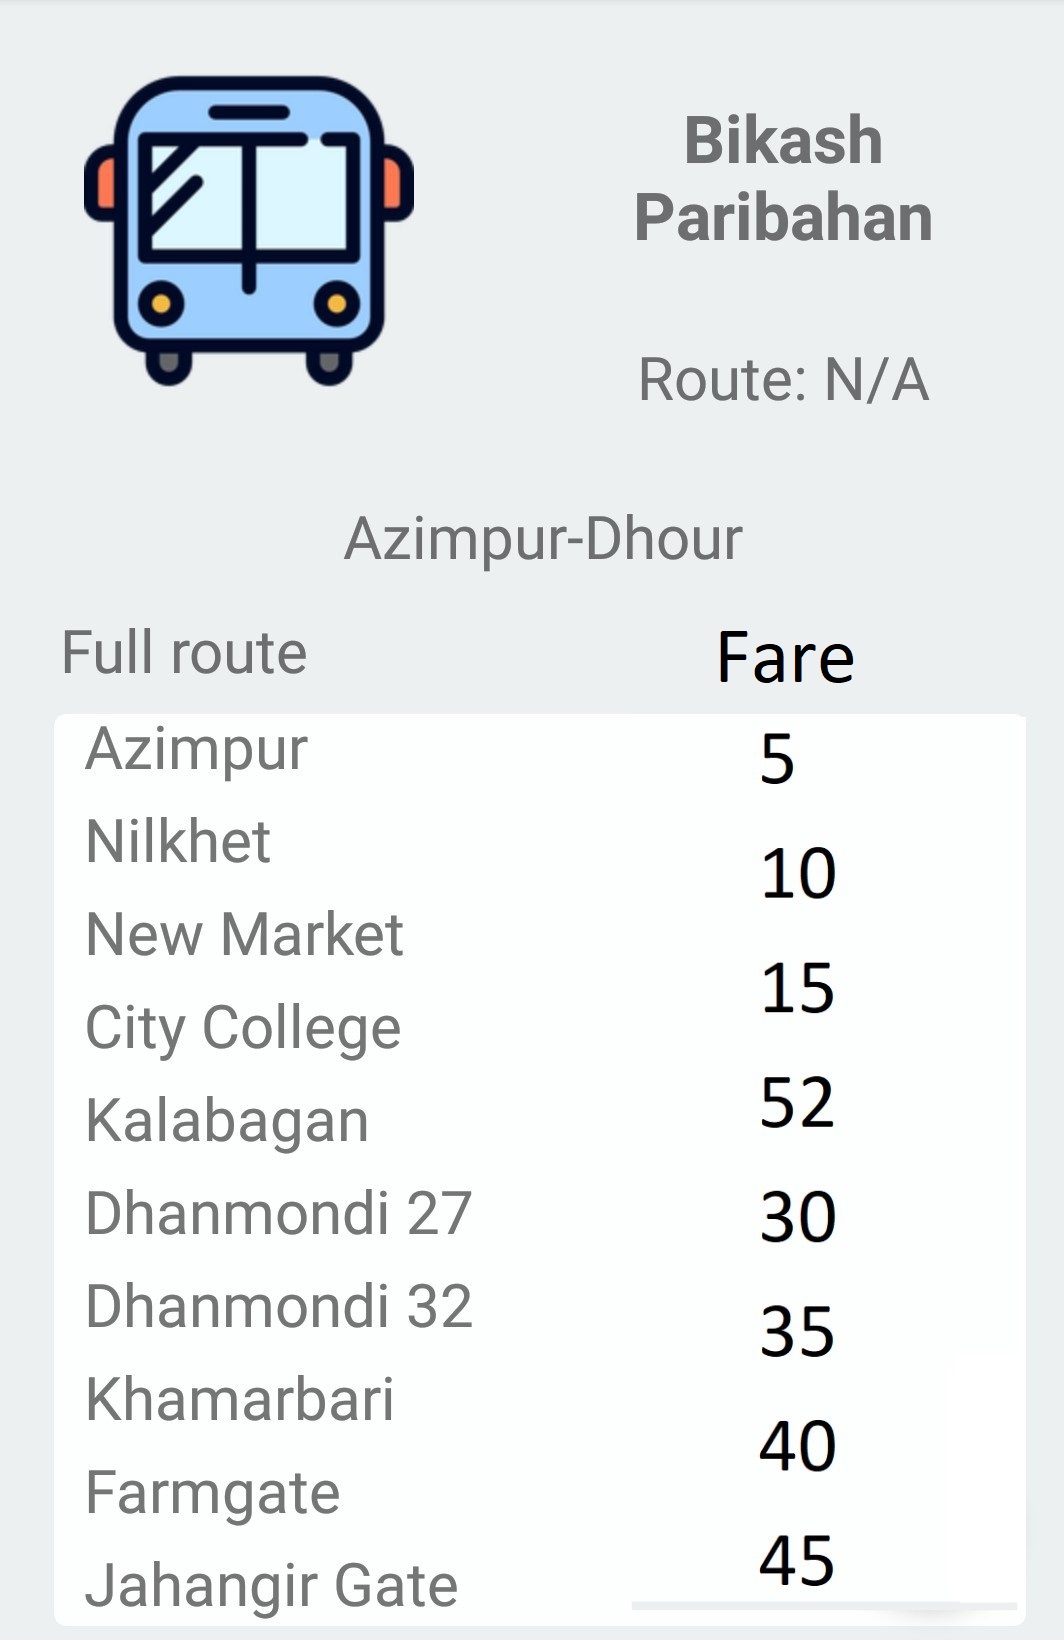 Bikash
Paribahan
Route: N/A
Azimpur-Dhour
Full route Fare
Azimpur 5
Nilkhet 10
New Market 15
City College
Kalabagan 52
Dhanmondi 27 30
Dhanmondi 32 35
Khamarbari
Farmgate 40
Jahangir Gate 45